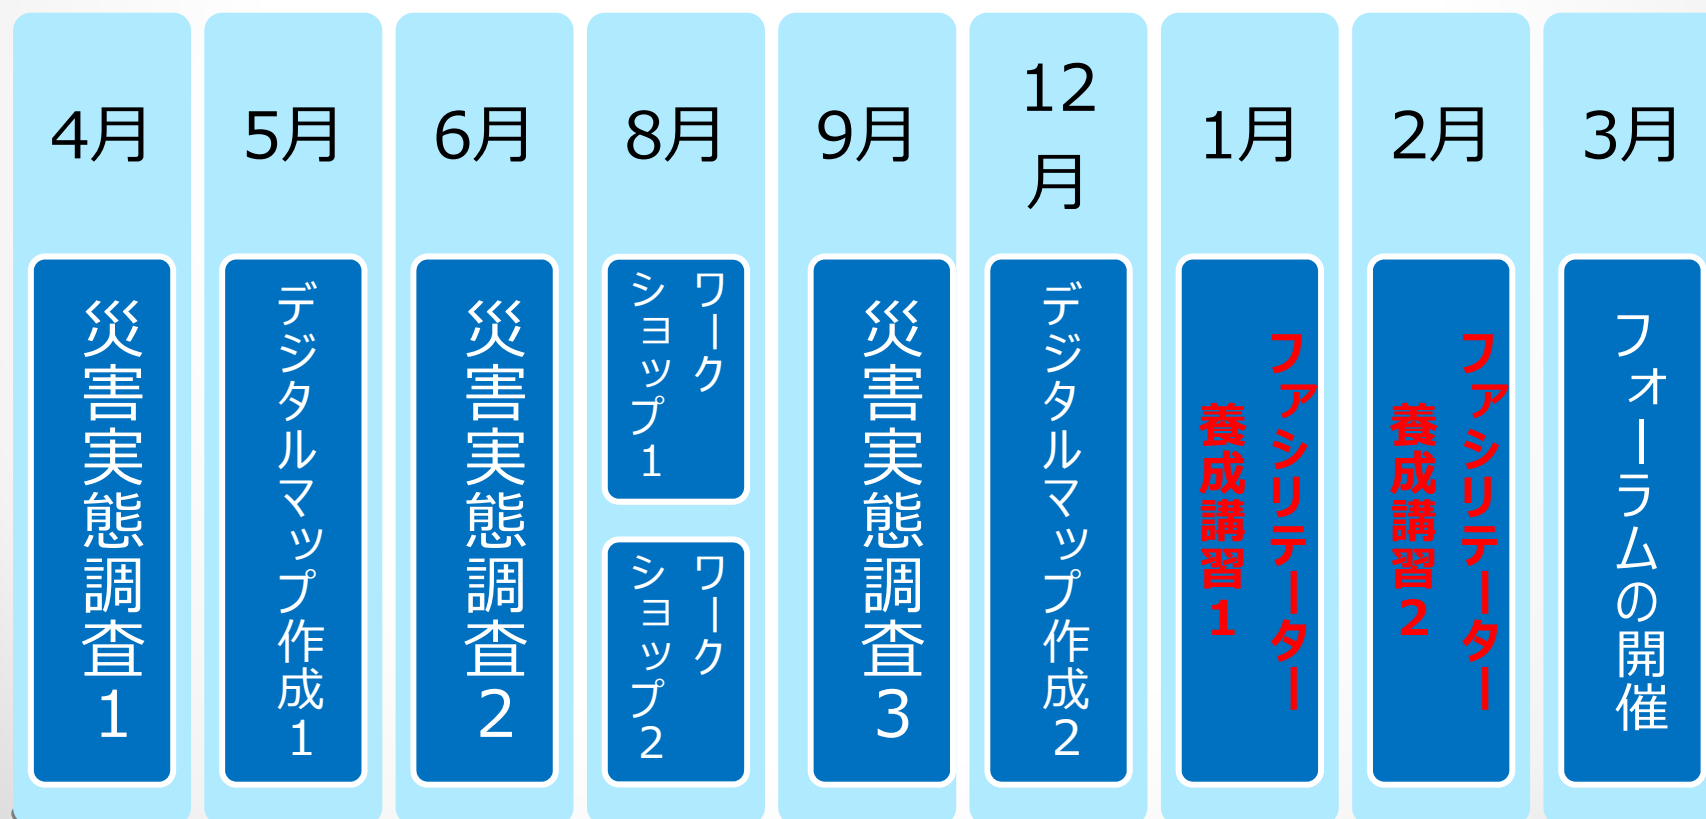 4月
災害実態調査1
5月
デジタルマップ作成1
6月
災害実態調査2
8月
ワーク
ショップ1
ワーク
ショップ2
9月
災害実態調査3
12
月
デジタルマップ作成2
1月
ファシリテーター
養成講習1
2月
ファシリテーター
養成講習2
3月
フォーラムの開催